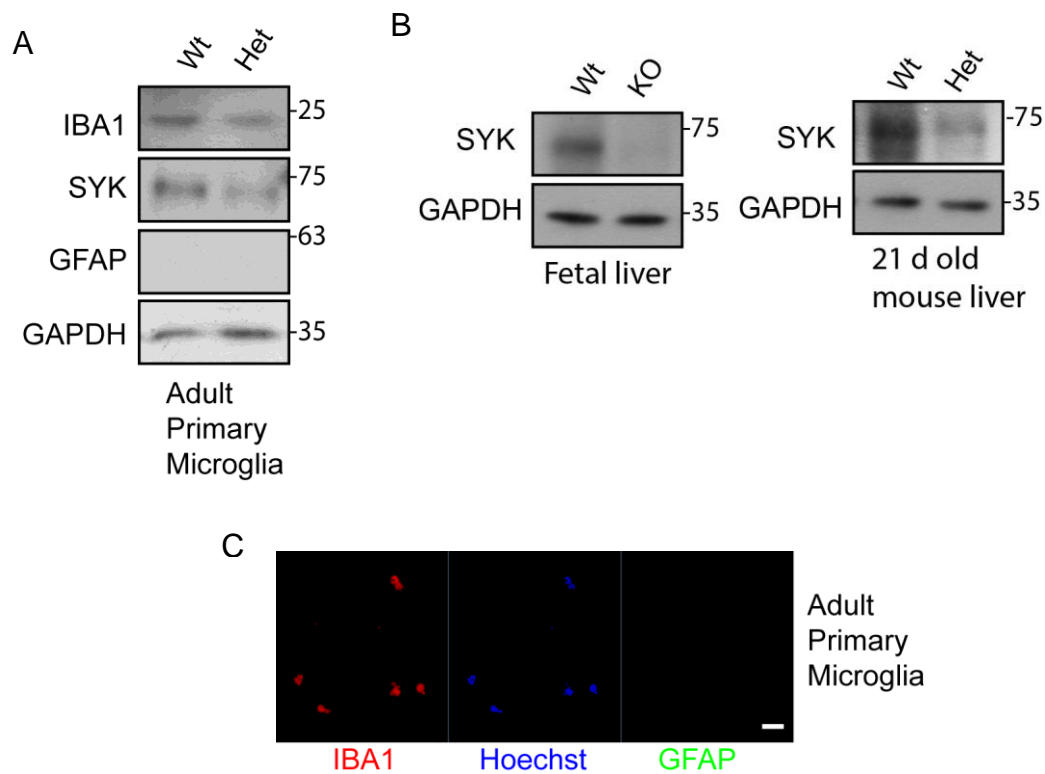 A
Wt Het
IBA1 -25
SYK -75
GFAP -63
GAPDH -35
Adult
Primary
Microglia
B
Wt KO
SYK -75
GAPDH -35
Fetal liver
Wt Het
SYK -75
GAPDH -35
21 d old
mouse liver
C
IBA1 Hoechst GFAP
Adult
Primary
Microglia